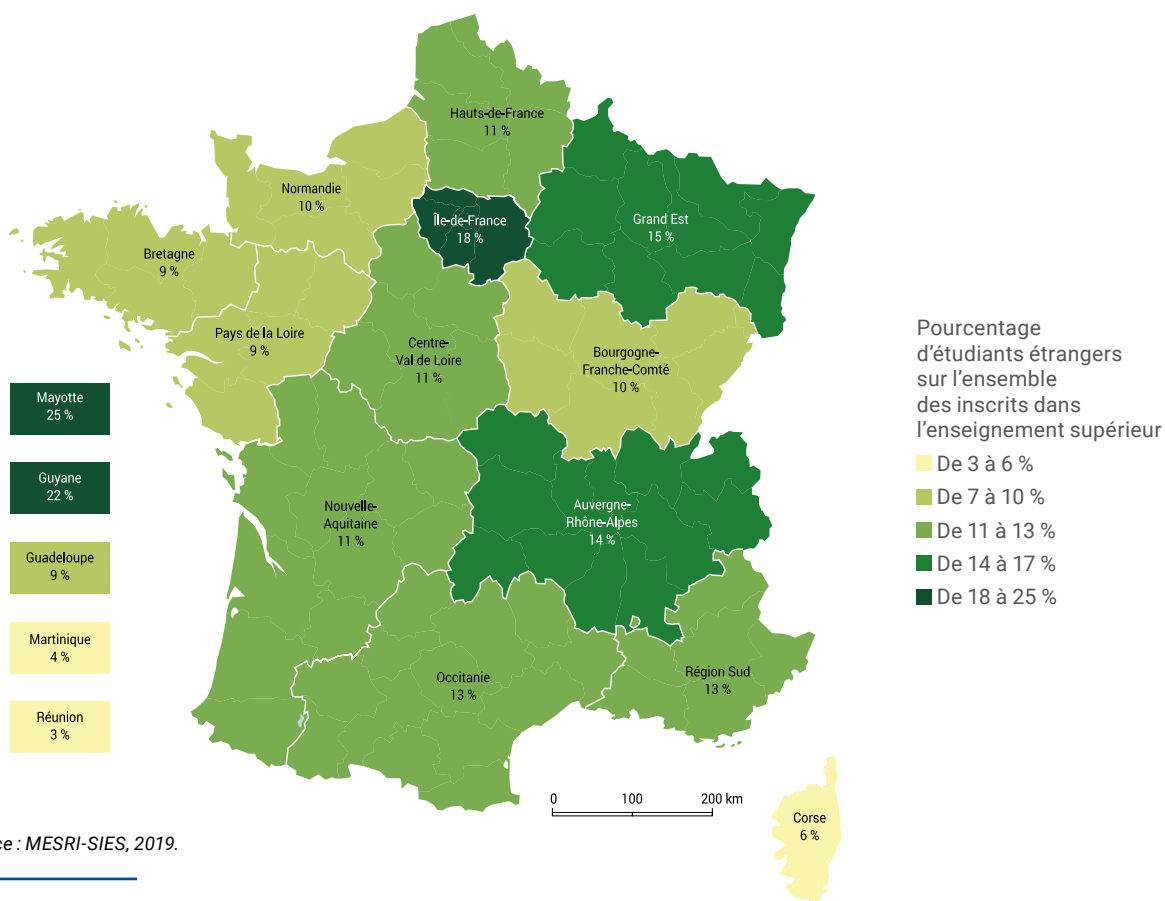 Hauts-de-France
11 %
Normandie
10 %
Île-de-France
18 %
Grand Est
15 %
Bretagne
9 %
Pays de la Loire
9 %
Centre-
Val de Loire
11 %
Bourgogne-
Franche-Comté
10 %
Mayotte
25 %
Guyane
22 %
Guadeloupe
9 %
Martinique
4 %
Réunion
3 %
Nouvelle-
Aquitaine
11 %
Auvergne-
Rhône-Alpes
14 %
Occitanie
13 %
Région Sud
13 %
Corse
6 %
0 100 200 km
Pourcentage
d’étudiants étrangers
sur l’ensemble
des inscrits dans
l’enseignement supérieur
De 3 à 6 %
De 7 à 10 %
De 11 à 13 %
De 14 à 17 %
De 18 à 25 %
ce : MESRI-SIES, 2019.